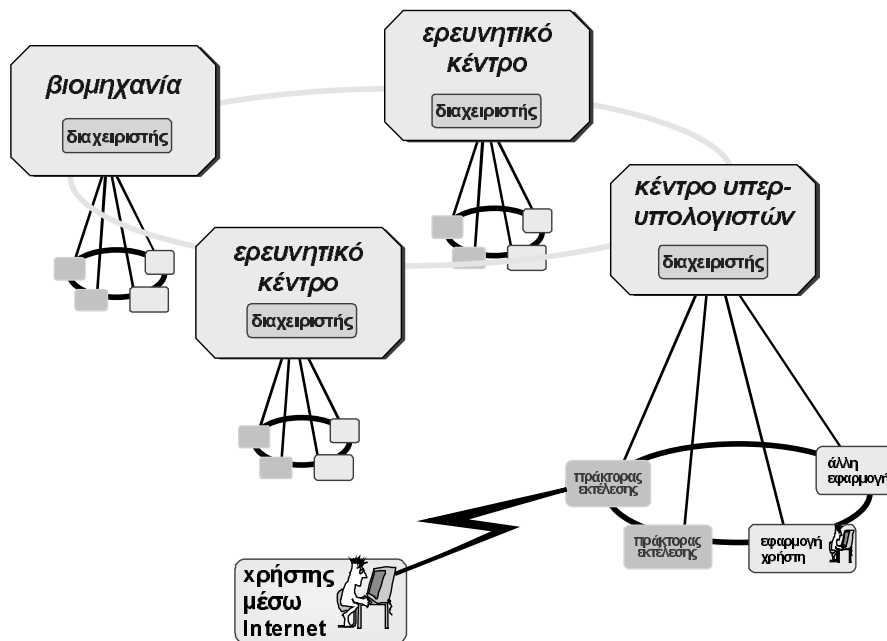 βιομηχανία
διαχειριστής
ερευνητικό
κέντρο
διαχειριστής
κέντρο υπερ-
υπολογιστών
διαχειριστής
ερευνητικό
κέντρο
διαχειριστής
άλλη
εφαρμογή
πράκτορας
εκτέλεσης
πράκτορας
εκτέλεσης
εφαρμογή
χρήστη
χρήστης
μέσω
Internet